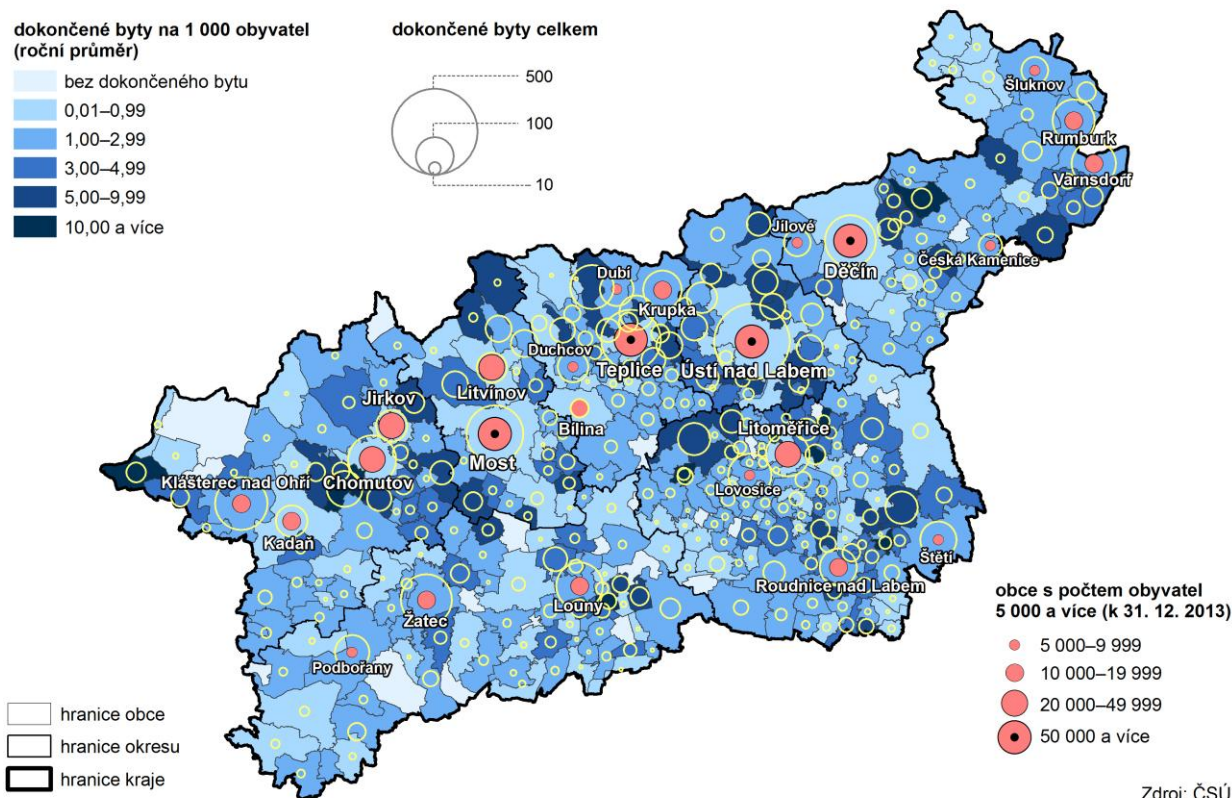 dokončené byty na 1 000 obyvatel
(roční průměr)
bez dokončeného bytu
0,01–0,99
1,00–2,99
3,00–4,99
5,00–9,99
10,00 a více
dokončené byty celkem
500
100
10
Šluknov
Rumburk
Varnsdorf
Jílové
Děčín
Česká Kamenice
Dubí
Krupka
Duchcov
Teplice
Ústí nad Labem
Litvínov
Jirkov
Bílina
Most
Litoměřice
Klášterec nad Ohří
Chomutov
Lovosice
Kadaň
Štětí
Roudnice nad Labem
Louny
Žatec
Podbořany
obce s počtem obyvatel
5 000 a více (k 31. 12. 2013)
5 000–9 999
10 000–19 999
20 000–49 999
50 000 a více
hranice obce
hranice okresu
hranice kraje
Zdroj: ČSÚ